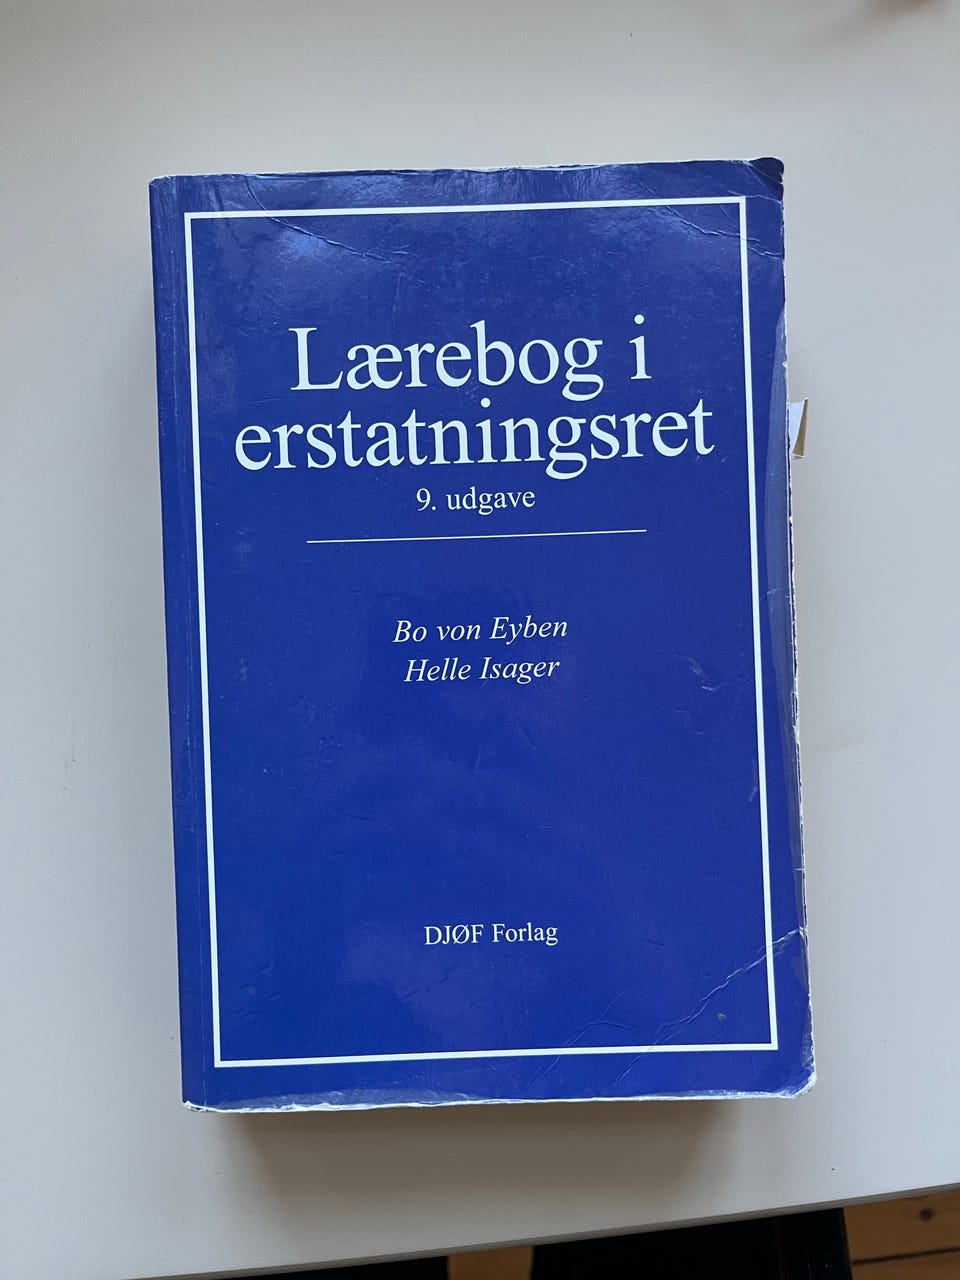 Lærebog i
erstatningsret
9. udgave
Bo von Eyben
Helle Isager
DJØF Forlag